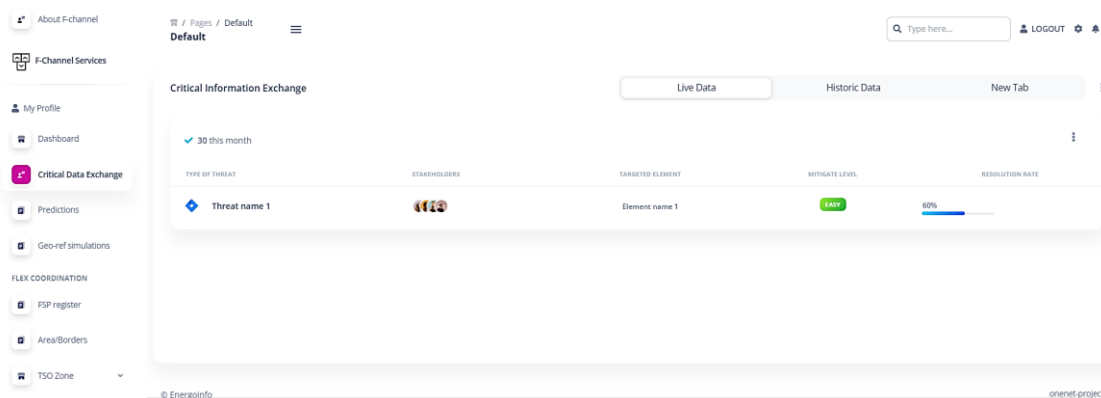 About F-channel
F-Channel Services
My Profile
Dashboard
Critical Data Exchange
Predictions
Geo-ref simulations
FLEX COORDINATION
FSP register
Area/Borders
TSO Zone
/ Pages / Default
Default
Type here...
LOGOUT
Critical Information Exchange
Live Data
Historic Data
New Tab
30 this month
TYPE OF THREAT STAKEHOLDERS TARGETED ELEMENT MITIGATE LEVEL RESOLUTION RATE
Threat name 1 Element name 1 EASY 60%
© Energoinfo
onenet-projec